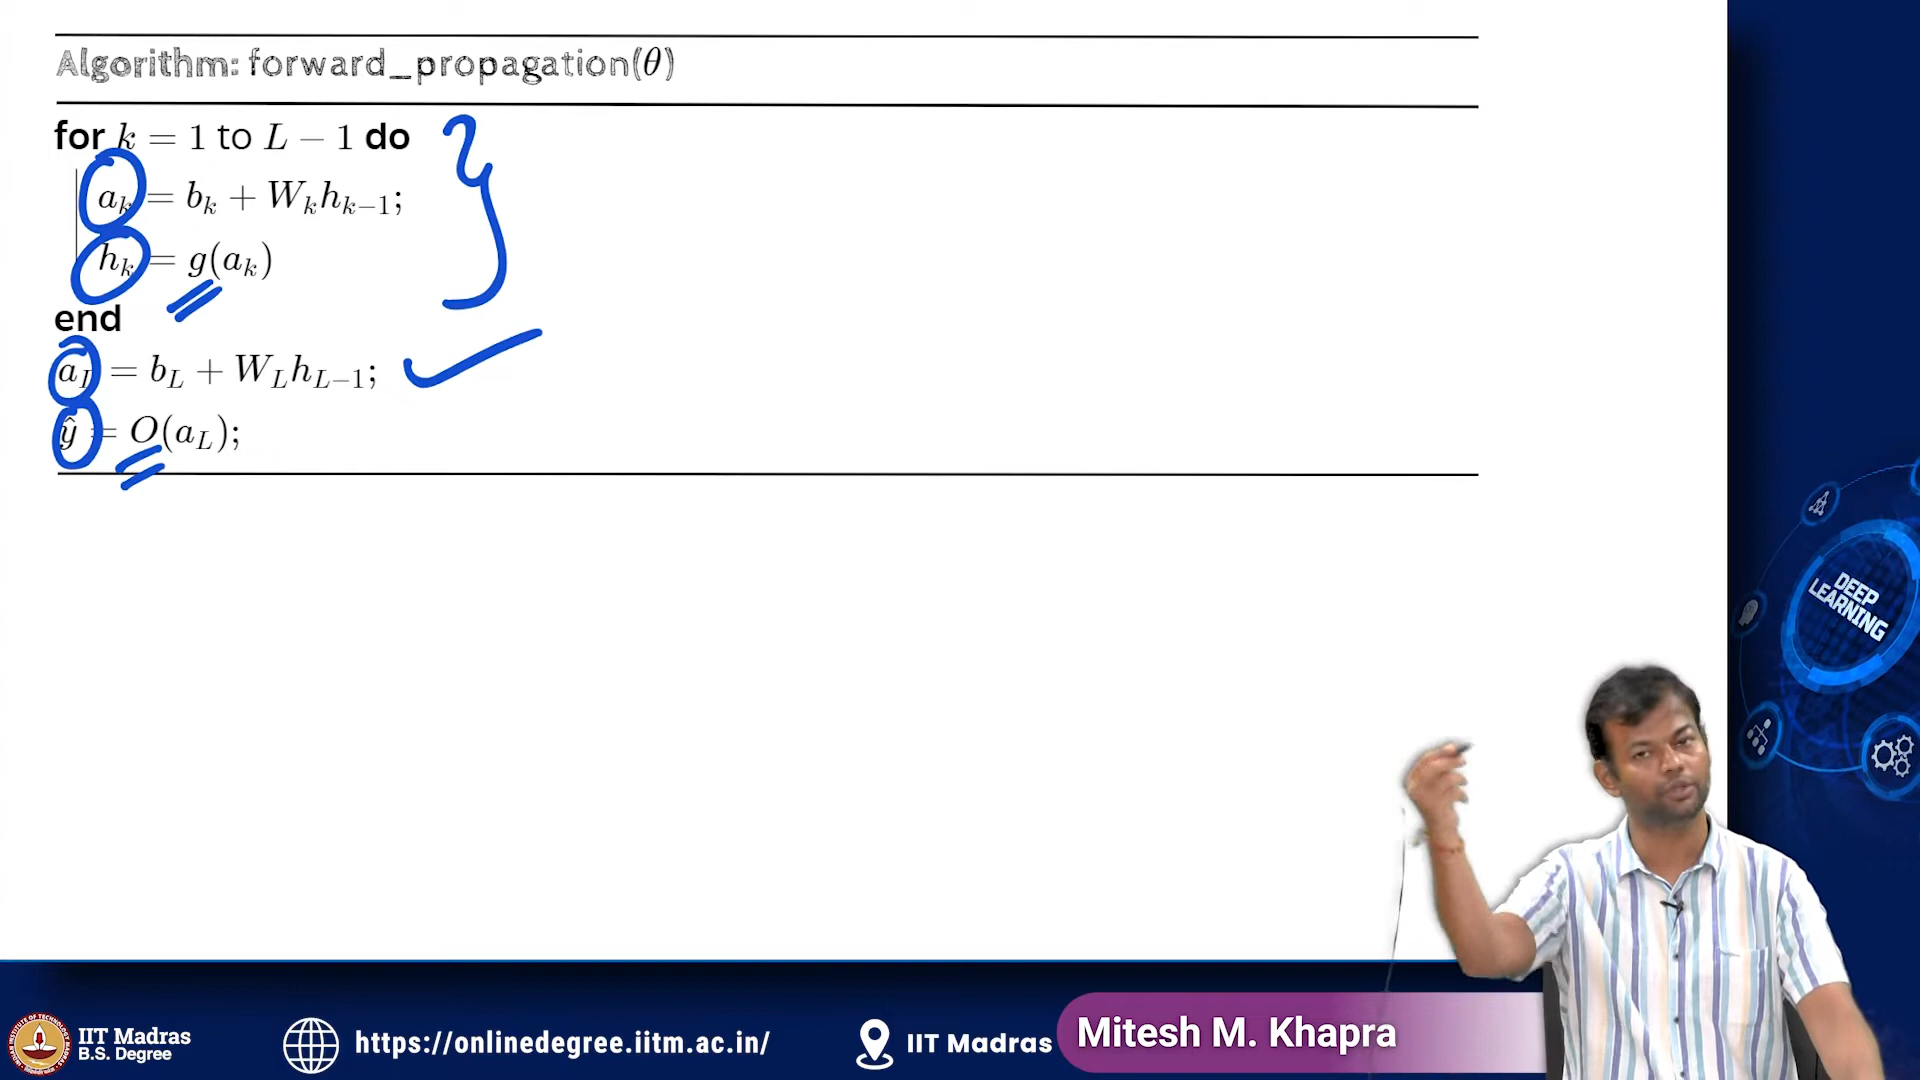 Algorithm: forward_propagation(θ)
for k = 1 to L − 1 do
a_k = b_k + W_k h_{k−1};
h_k = g(a_k)
end
a_L = b_L + W_L h_{L−1};
ŷ = O(a_L);
DEEP
LEARNING
IIT Madras
B.S. Degree
https://onlinedegree.iitm.ac.in/
IIT Madras
Mitesh M. Khapra